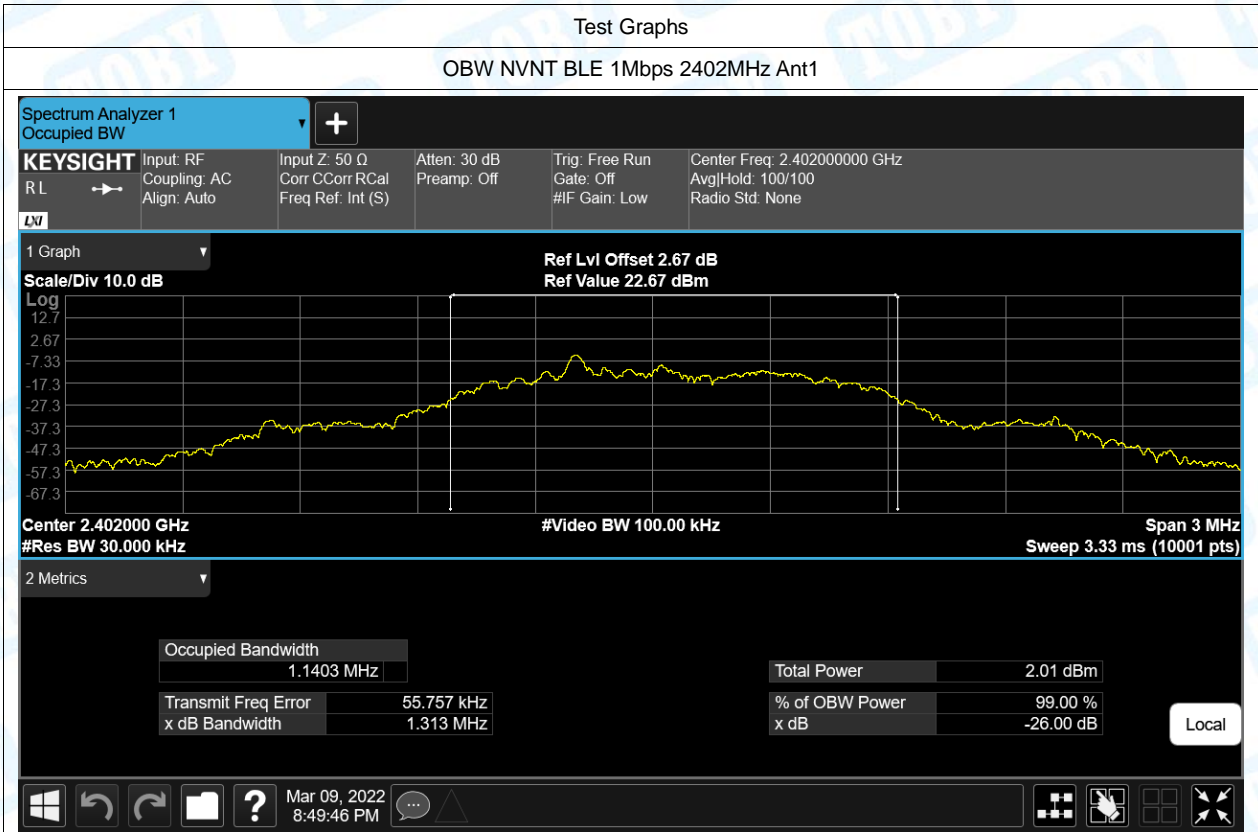 Test Graphs
OBW NVNT BLE 1Mbps 2402MHz Ant1
Spectrum Analyzer 1
Occupied BW
KEYSIGHT
R L
LXI
Input: RF
Coupling: AC
Align: Auto
Input Z: 50 Ω
Corr CCorr RCal
Freq Ref: Int (S)
Atten: 30 dB
Preamp: Off
Trig: Free Run
Gate: Off
#IF Gain: Low
Center Freq: 2.402000000 GHz
Avg|Hold: 100/100
Radio Std: None
1 Graph
Scale/Div 10.0 dB
Ref Lvl Offset 2.67 dB
Ref Value 22.67 dBm
Log
12.7
2.67
-7.33
-17.3
-27.3
-37.3
-47.3
-57.3
-67.3
Center 2.402000 GHz
#Res BW 30.000 kHz
#Video BW 100.00 kHz
Span 3 MHz
Sweep 3.33 ms (10001 pts)
2 Metrics
Occupied Bandwidth
1.1403 MHz
Transmit Freq Error 55.757 kHz
x dB Bandwidth 1.313 MHz
Total Power 2.01 dBm
% of OBW Power 99.00 %
x dB -26.00 dB
Local
?
Mar 09, 2022
8:49:46 PM
TOBY